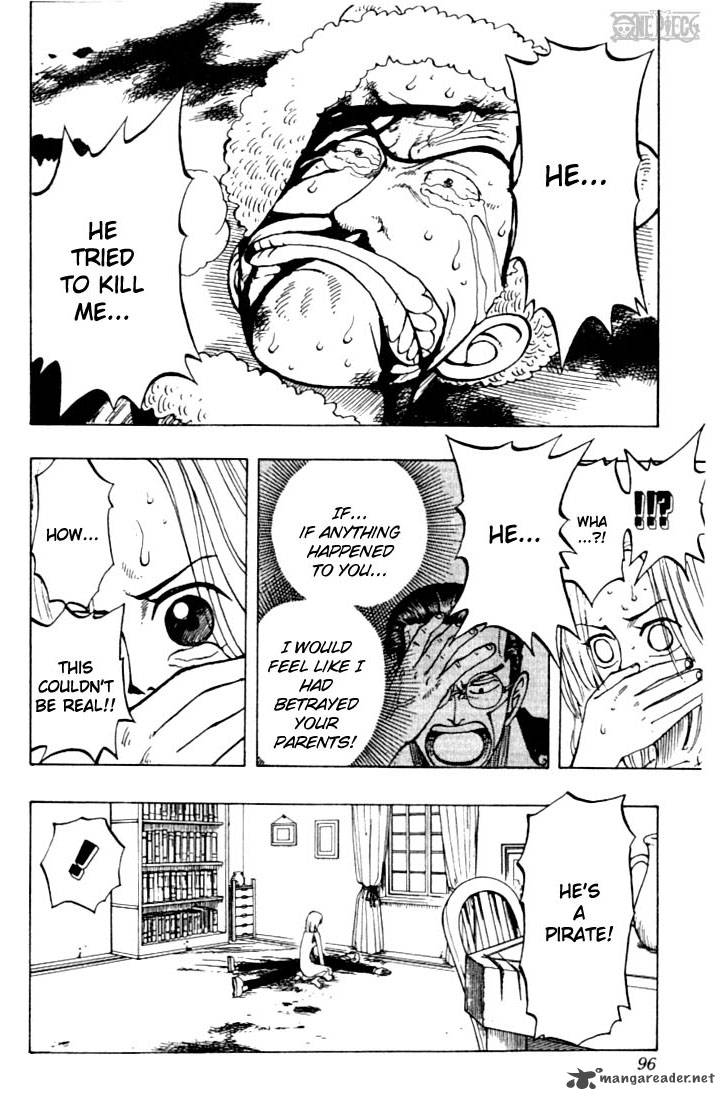 ONE PIECE
HE...
HE
TRIED
TO KILL
ME...
!!?
WHA
...?!
HE...
IF...
IF ANYTHING
HAPPENED
TO YOU...
I WOULD
FEEL LIKE I
HAD
BETRAYED
YOUR
PARENTS!
HOW...
THIS
COULDN'T
BE REAL!!
HE'S
A
PIRATE!
!
96
mangareader.net